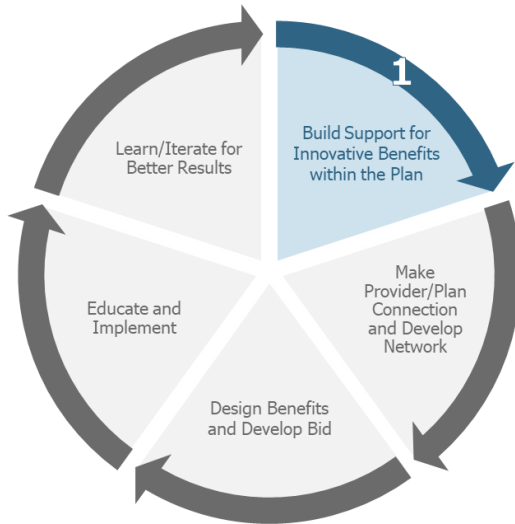 1
Build Support for
Innovative Benefits
within the Plan
Make
Provider/Plan
Connection
and Develop
Network
Design Benefits
and Develop Bid
Educate and
Implement
Learn/Iterate for
Better Results